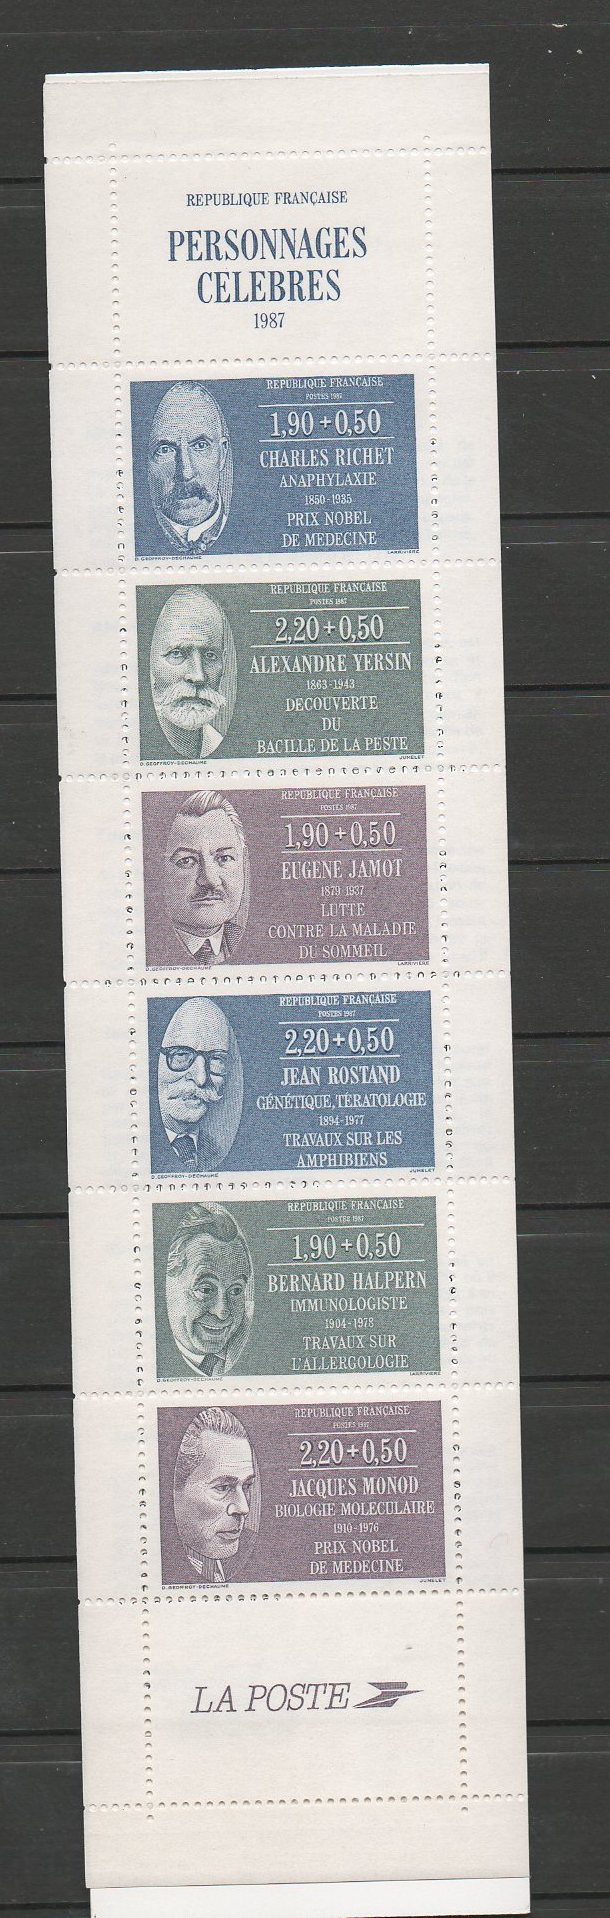 REPUBLIQUE FRANÇAISE
PERSONNAGES
CELEBRES
1987
REPUBLIQUE FRANÇAISE
POSTES 1987
1,90+0,50
CHARLES RICHET
ANAPHYLAXIE
1850-1935
PRIX NOBEL
DE MEDECINE
D. GEOFFROY-DECHAUME LARRIVIERE
REPUBLIQUE FRANÇAISE
POSTES 1987
2,20+0,50
ALEXANDRE YERSIN
1863-1943
DECOUVERTE
DU
BACILLE DE LA PESTE
D. GEOFFROY-DECHAUME JUMELET
REPUBLIQUE FRANÇAISE
POSTES 1987
1,90+0,50
EUGENE JAMOT
1879-1937
LUTTE
CONTRE LA MALADIE
DU SOMMEIL
D. GEOFFROY-DECHAUME LARRIVIERE
REPUBLIQUE FRANÇAISE
POSTES 1987
2,20+0,50
JEAN ROSTAND
GÉNÉTIQUE, TERATOLOGIE
1894-1977
TRAVAUX SUR LES
AMPHIBIENS
D. GEOFFROY-DECHAUME JUMELET
REPUBLIQUE FRANÇAISE
POSTES 1987
1,90+0,50
BERNARD HALPERN
IMMUNOLOGISTE
1904-1978
TRAVAUX SUR
L'ALLERGOLOGIE
D. GEOFFROY-DECHAUME LARRIVIERE
REPUBLIQUE FRANÇAISE
POSTES 1987
2,20+0,50
JACQUES MONOD
BIOLOGIE MOLECULAIRE
1910-1976
PRIX NOBEL
DE MEDECINE
D. GEOFFROY-DECHAUME JUMELET
LA POSTE